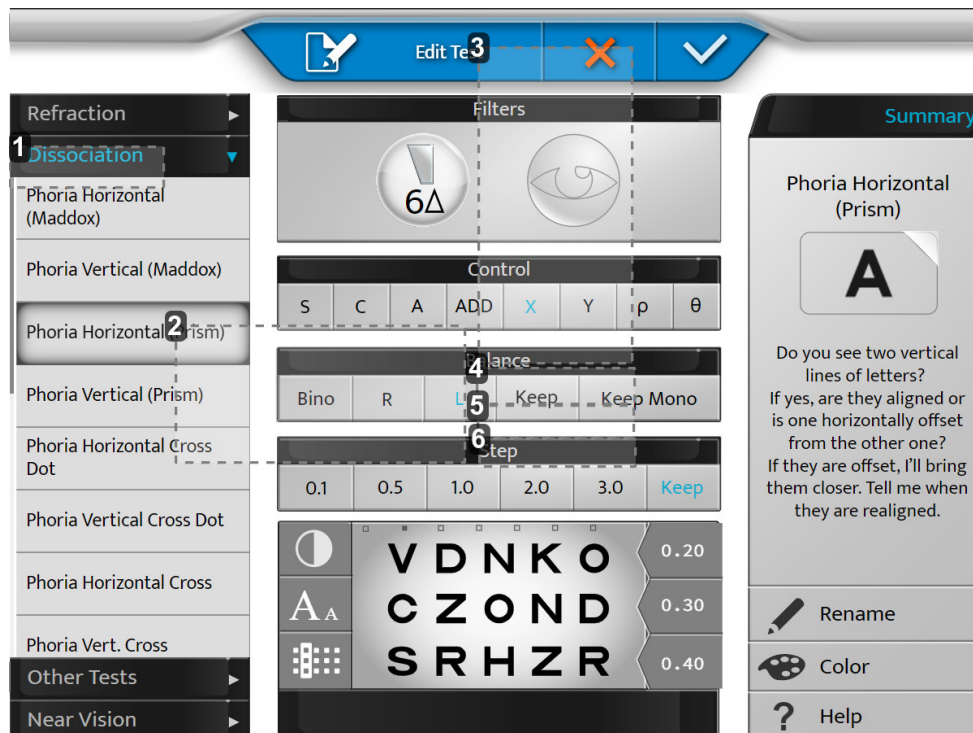 Edit Te
3
Refraction
1
Dissociation
Phoria Horizontal
(Maddox)
Phoria Vertical (Maddox)
Phoria Horizontal (Prism)
2
Phoria Vertical (Prism)
Phoria Horizontal Cross
Dot
Phoria Vertical Cross Dot
Phoria Horizontal Cross
Phoria Vert. Cross
Other Tests
Near Vision
Filters
6Δ
Control
S C A ADD X Y ρ θ
Balance
4
Bino R L Keep Keep Mono
5
6
Step
0.1 0.5 1.0 2.0 3.0 Keep
V D N K O 0.20
A A
C Z O N D 0.30
S R H Z R 0.40
Summary
Phoria Horizontal
(Prism)
A
Do you see two vertical
lines of letters?
If yes, are they aligned or
is one horizontally offset
from the other one?
If they are offset, I'll bring
them closer. Tell me when
they are realigned.
Rename
Color
? Help